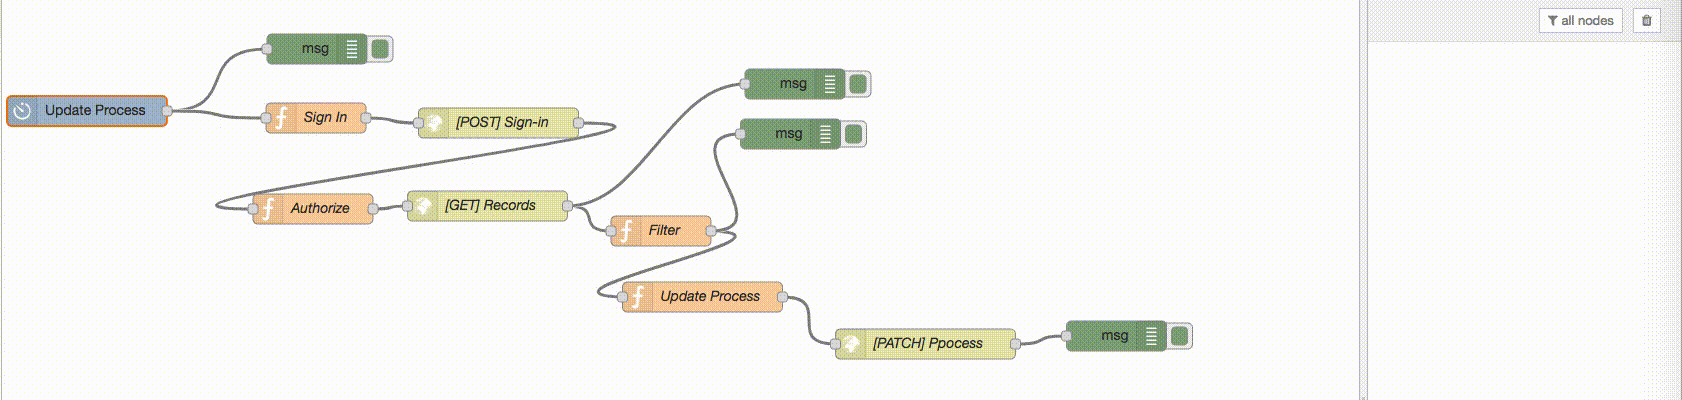 all nodes
msg
msg
Update Process
Sign In
[POST] Sign-in
msg
Authorize
[GET] Records
Filter
Update Process
[PATCH] Ppocess
msg